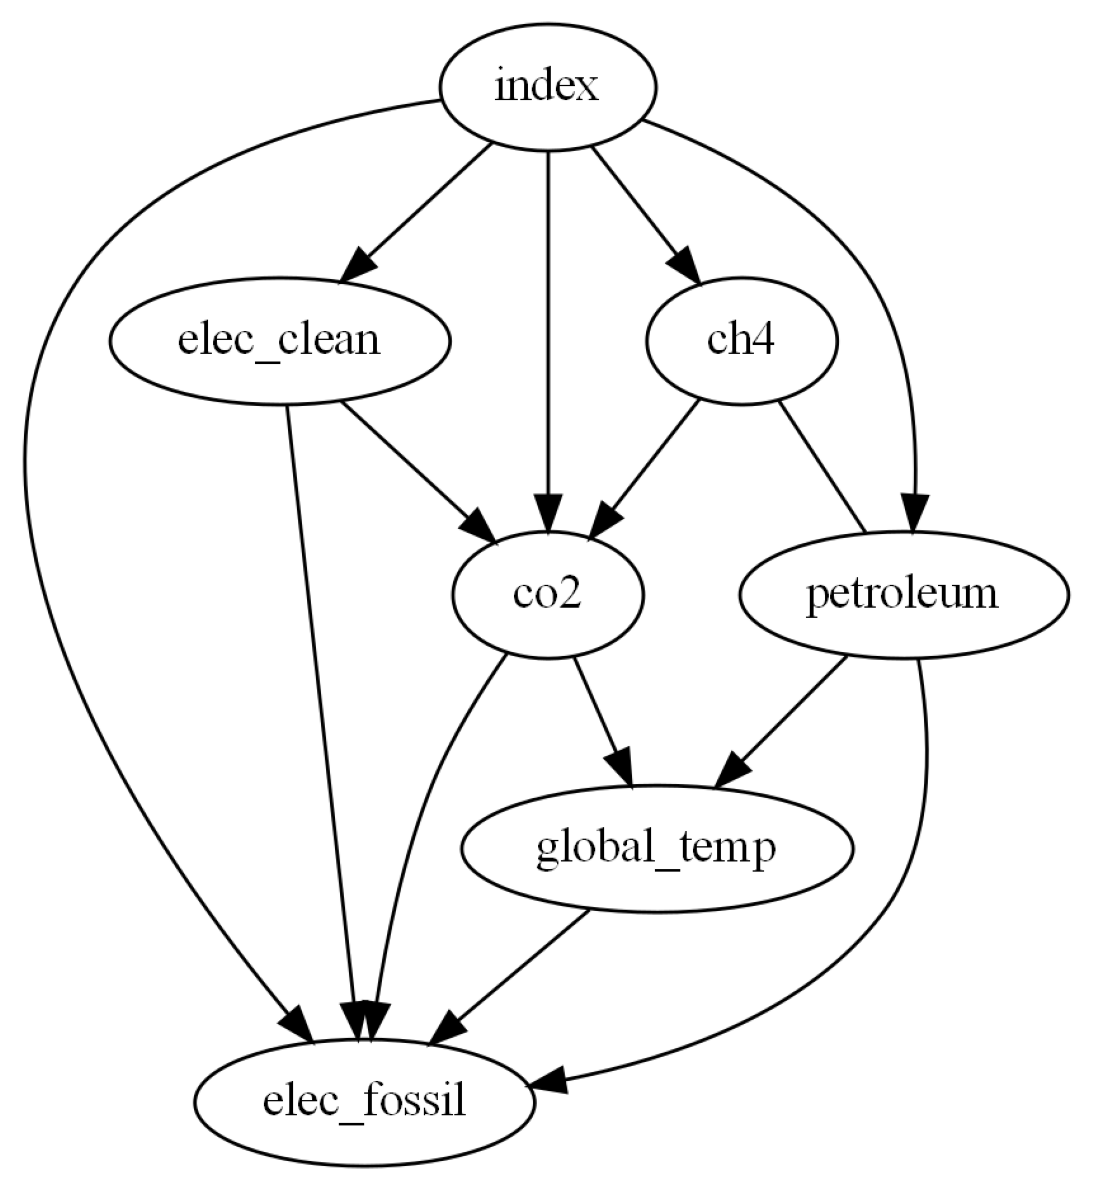 index
elec_clean
ch4
co2
petroleum
global_temp
elec_fossil